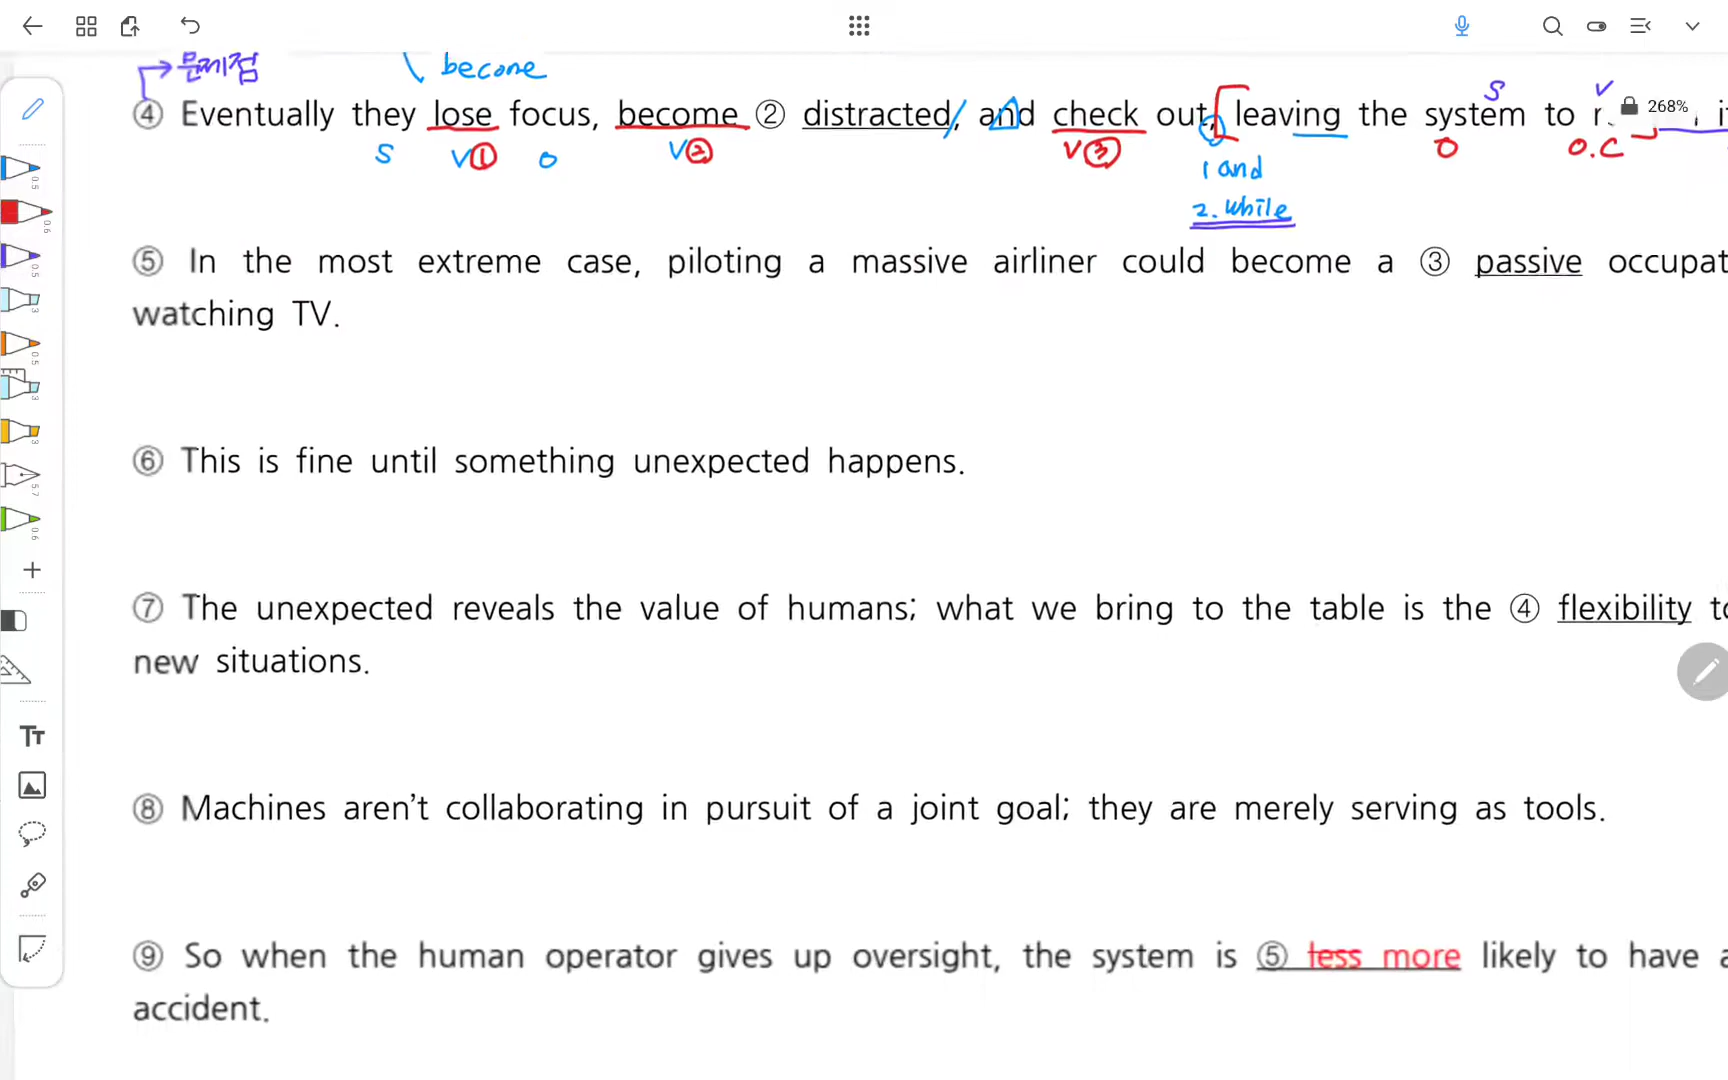 →문제점 become
④ Eventually they lose focus, become ② distracted, and check out, leaving the system to 268%
S V① O V② V③ O O.C S V
1 and
2. while
⑤ In the most extreme case, piloting a massive airliner could become a ③ passive occupat
watching TV.
⑥ This is fine until something unexpected happens.
⑦ The unexpected reveals the value of humans; what we bring to the table is the ④ flexibility
new situations.
⑧ Machines aren't collaborating in pursuit of a joint goal; they are merely serving as tools.
⑨ So when the human operator gives up oversight, the system is ⑤ less more likely to have a
accident.